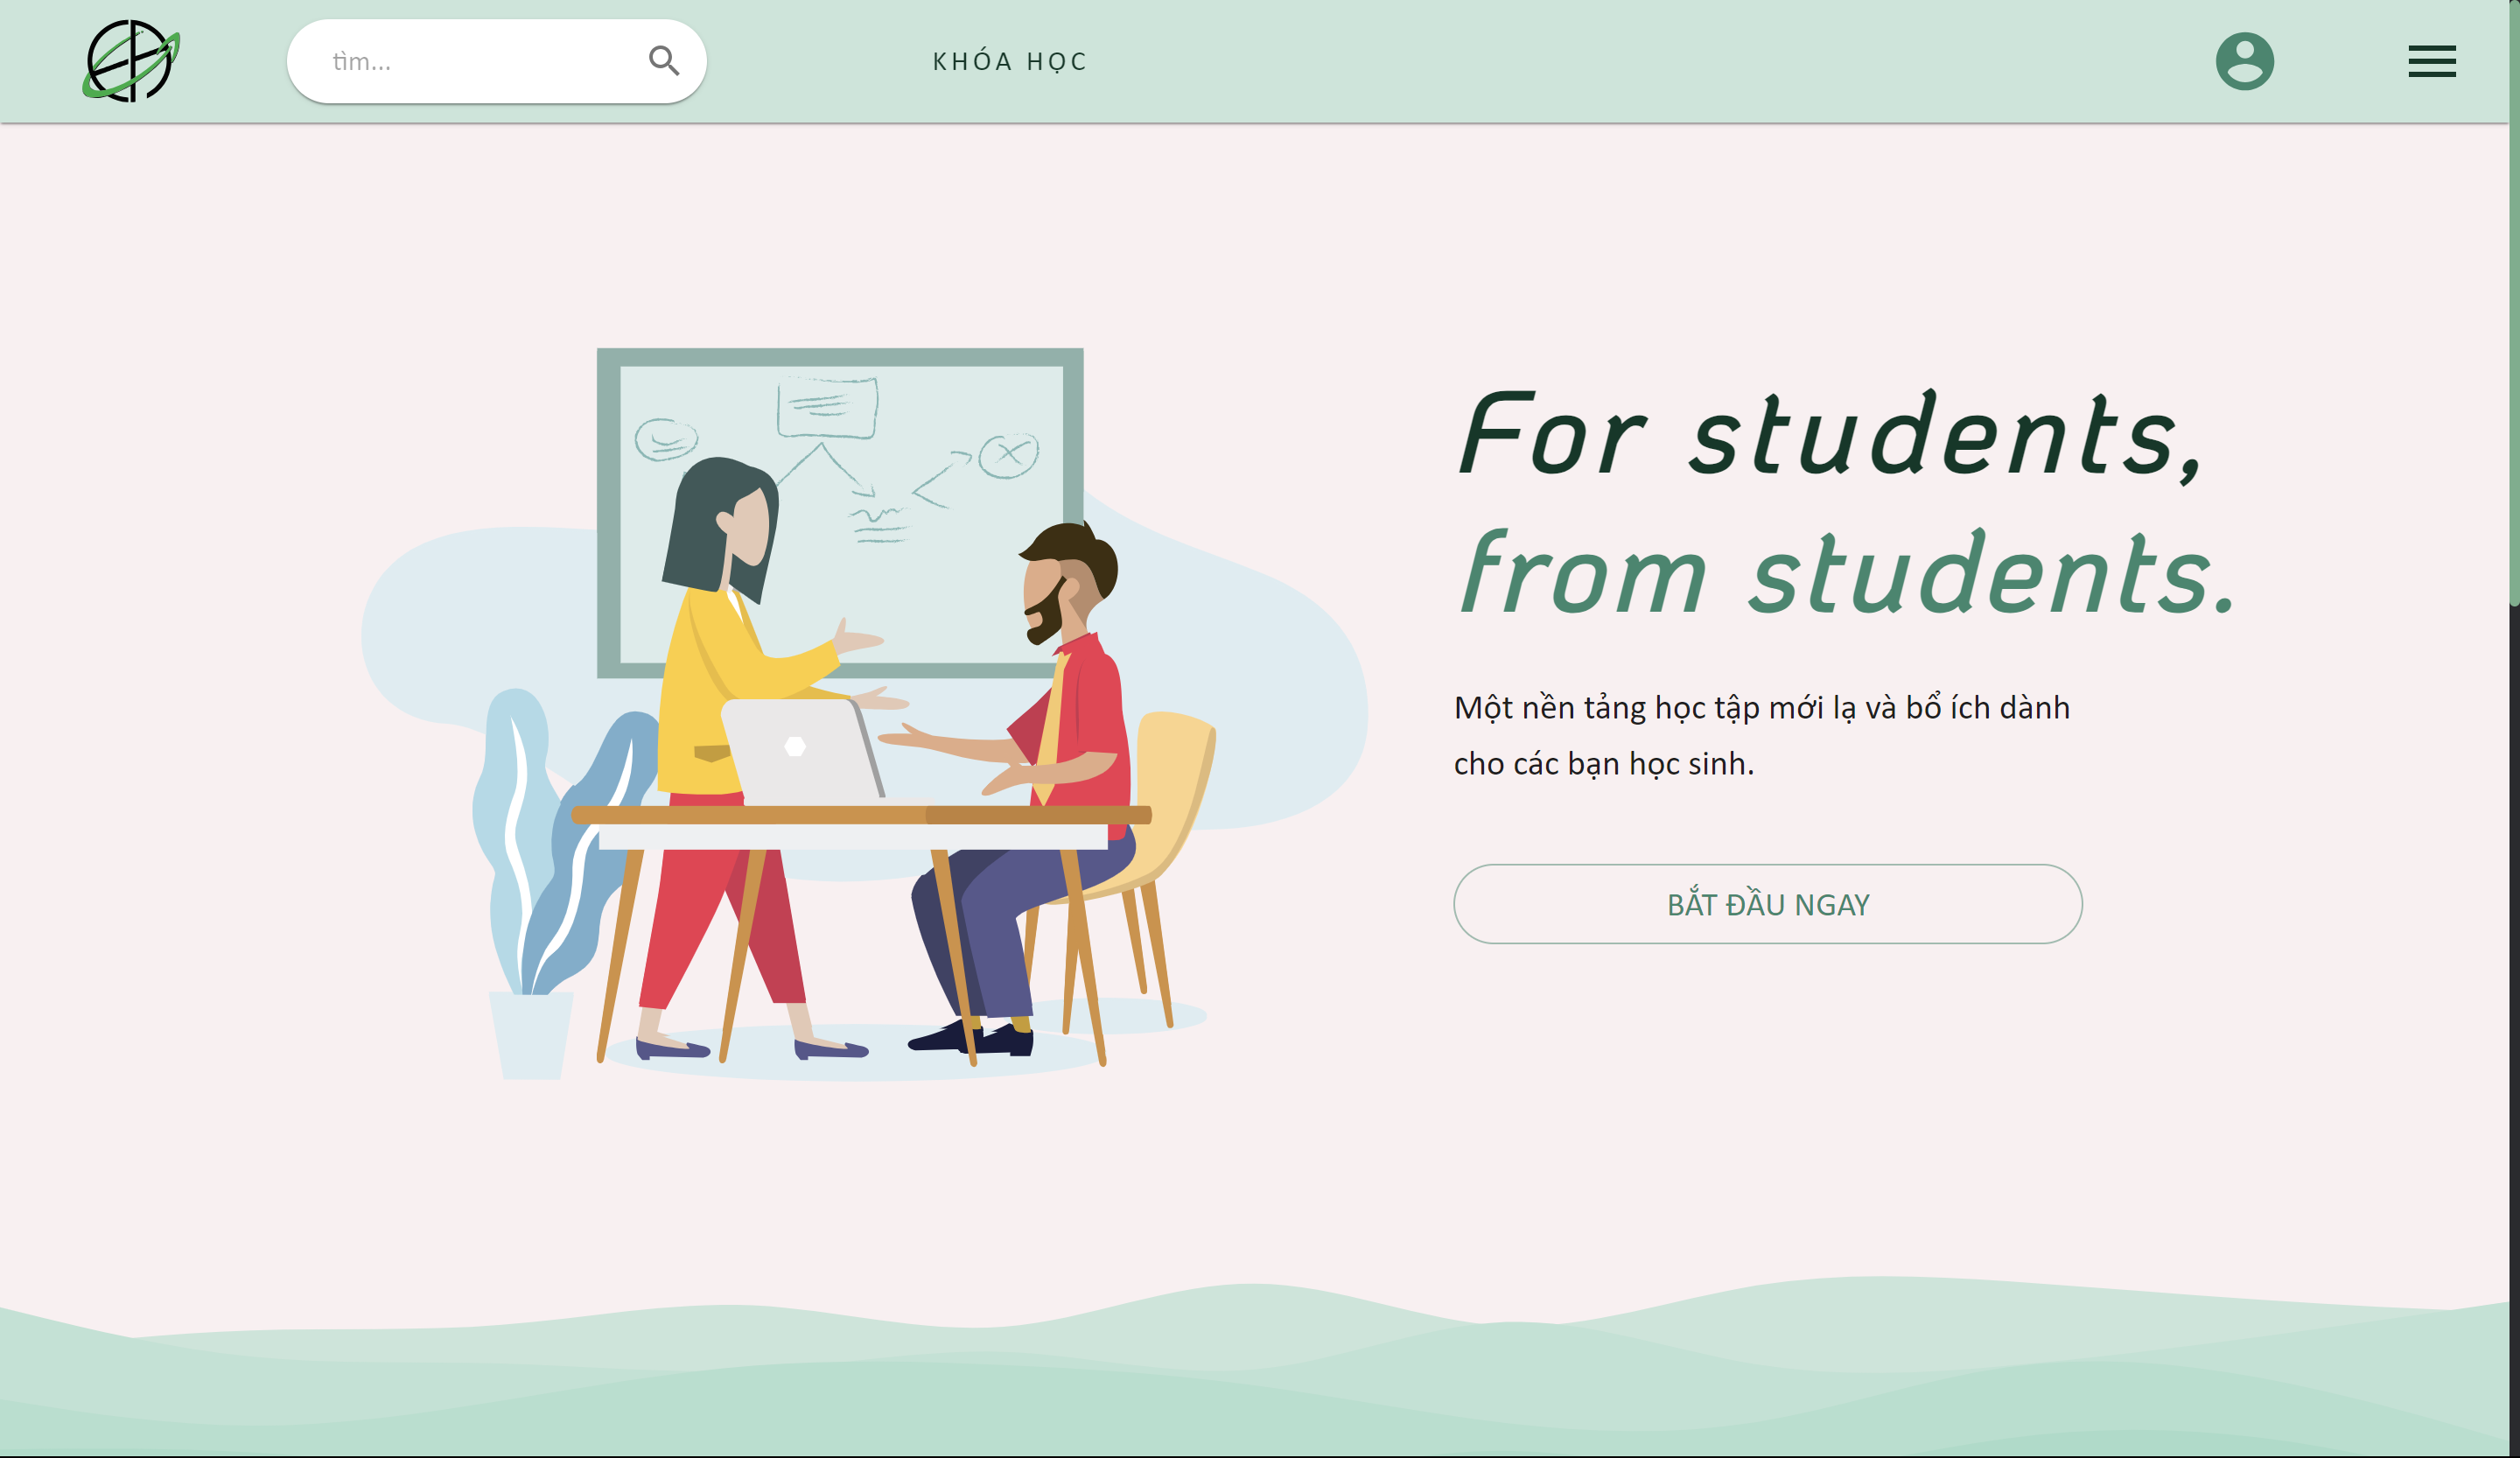 tìm...
KHÓA HỌC
For students,
from students.
Một nền tảng học tập mới lạ và bổ ích dành
cho các bạn học sinh.
BẮT ĐẦU NGAY